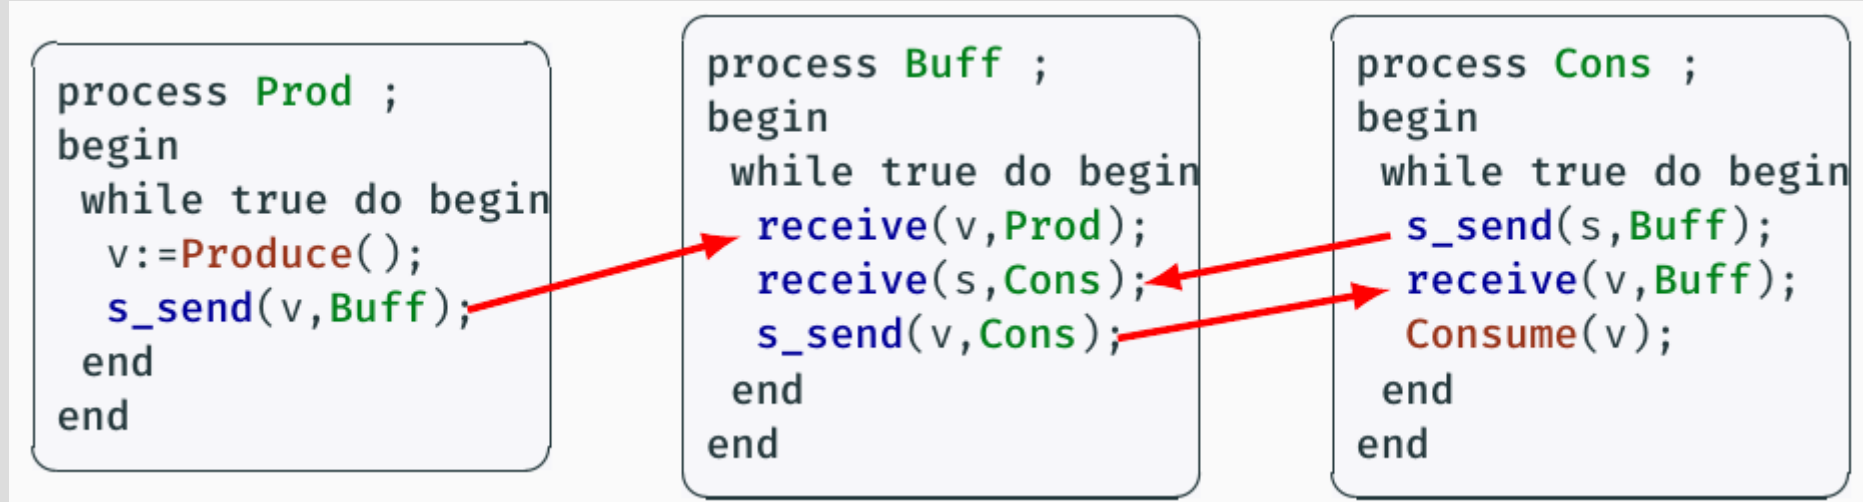 process Prod ;
begin
while true do begin
v:=Produce();
s_send(v,Buff);
end
end
process Buff ;
begin
while true do begin
receive(v,Prod);
receive(s,Cons);
s_send(v,Cons);
end
end
process Cons ;
begin
while true do begin
s_send(s,Buff);
receive(v,Buff);
Consume(v);
end
end